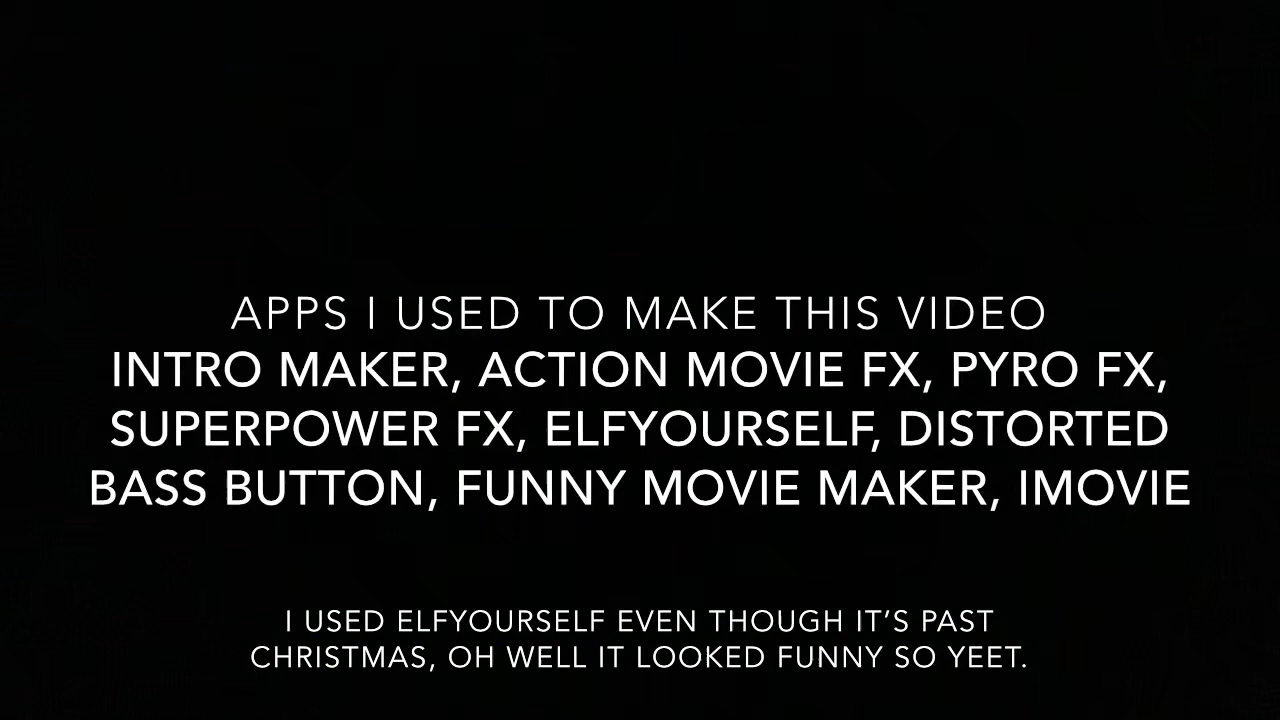 APPS I USED TO MAKE THIS VIDEO
INTRO MAKER, ACTION MOVIE FX, PYRO FX,
SUPERPOWER FX, ELFYOURSELF, DISTORTED
BASS BUTTON, FUNNY MOVIE MAKER, IMOVIE
I USED ELFYOURSELF EVEN THOUGH IT’S PAST
CHRISTMAS, OH WELL IT LOOKED FUNNY SO YEET.